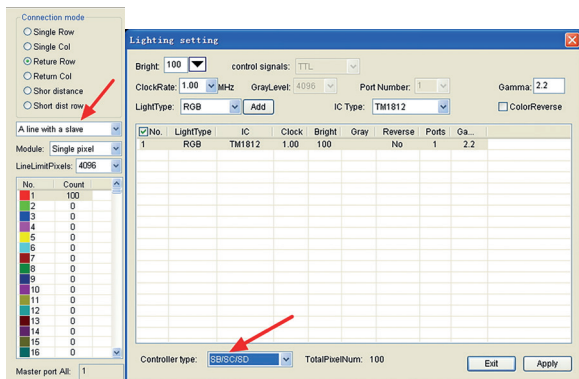 Connection mode
Single Row
Single Col
Reture Row
Return Col
Shor distance
Short dist row
A line with a slave
Module: Single pixel
LineLimitPixels: 4096
No. Count
1 100
2 0
3 0
4 0
5 0
6 0
7 0
8 0
9 0
10 0
11 0
12 0
13 0
14 0
15 0
16 0
Master port All: 1
Lighting setting
Bright: 100 control signals: TTL
ClockRate: 1.00 MHz GrayLevel: 4096 Port Number: 1 Gamma: 2.2
LightType: RGB Add IC Type: TM1812 ColorReverse
No. LightType IC Clock Bright Gray Reverse Ports Ga...
1 RGB TM1812 1.00 100 No 1 2.2
Controller type: SB/SC/SD TotalPixelNum: 100
Exit Apply